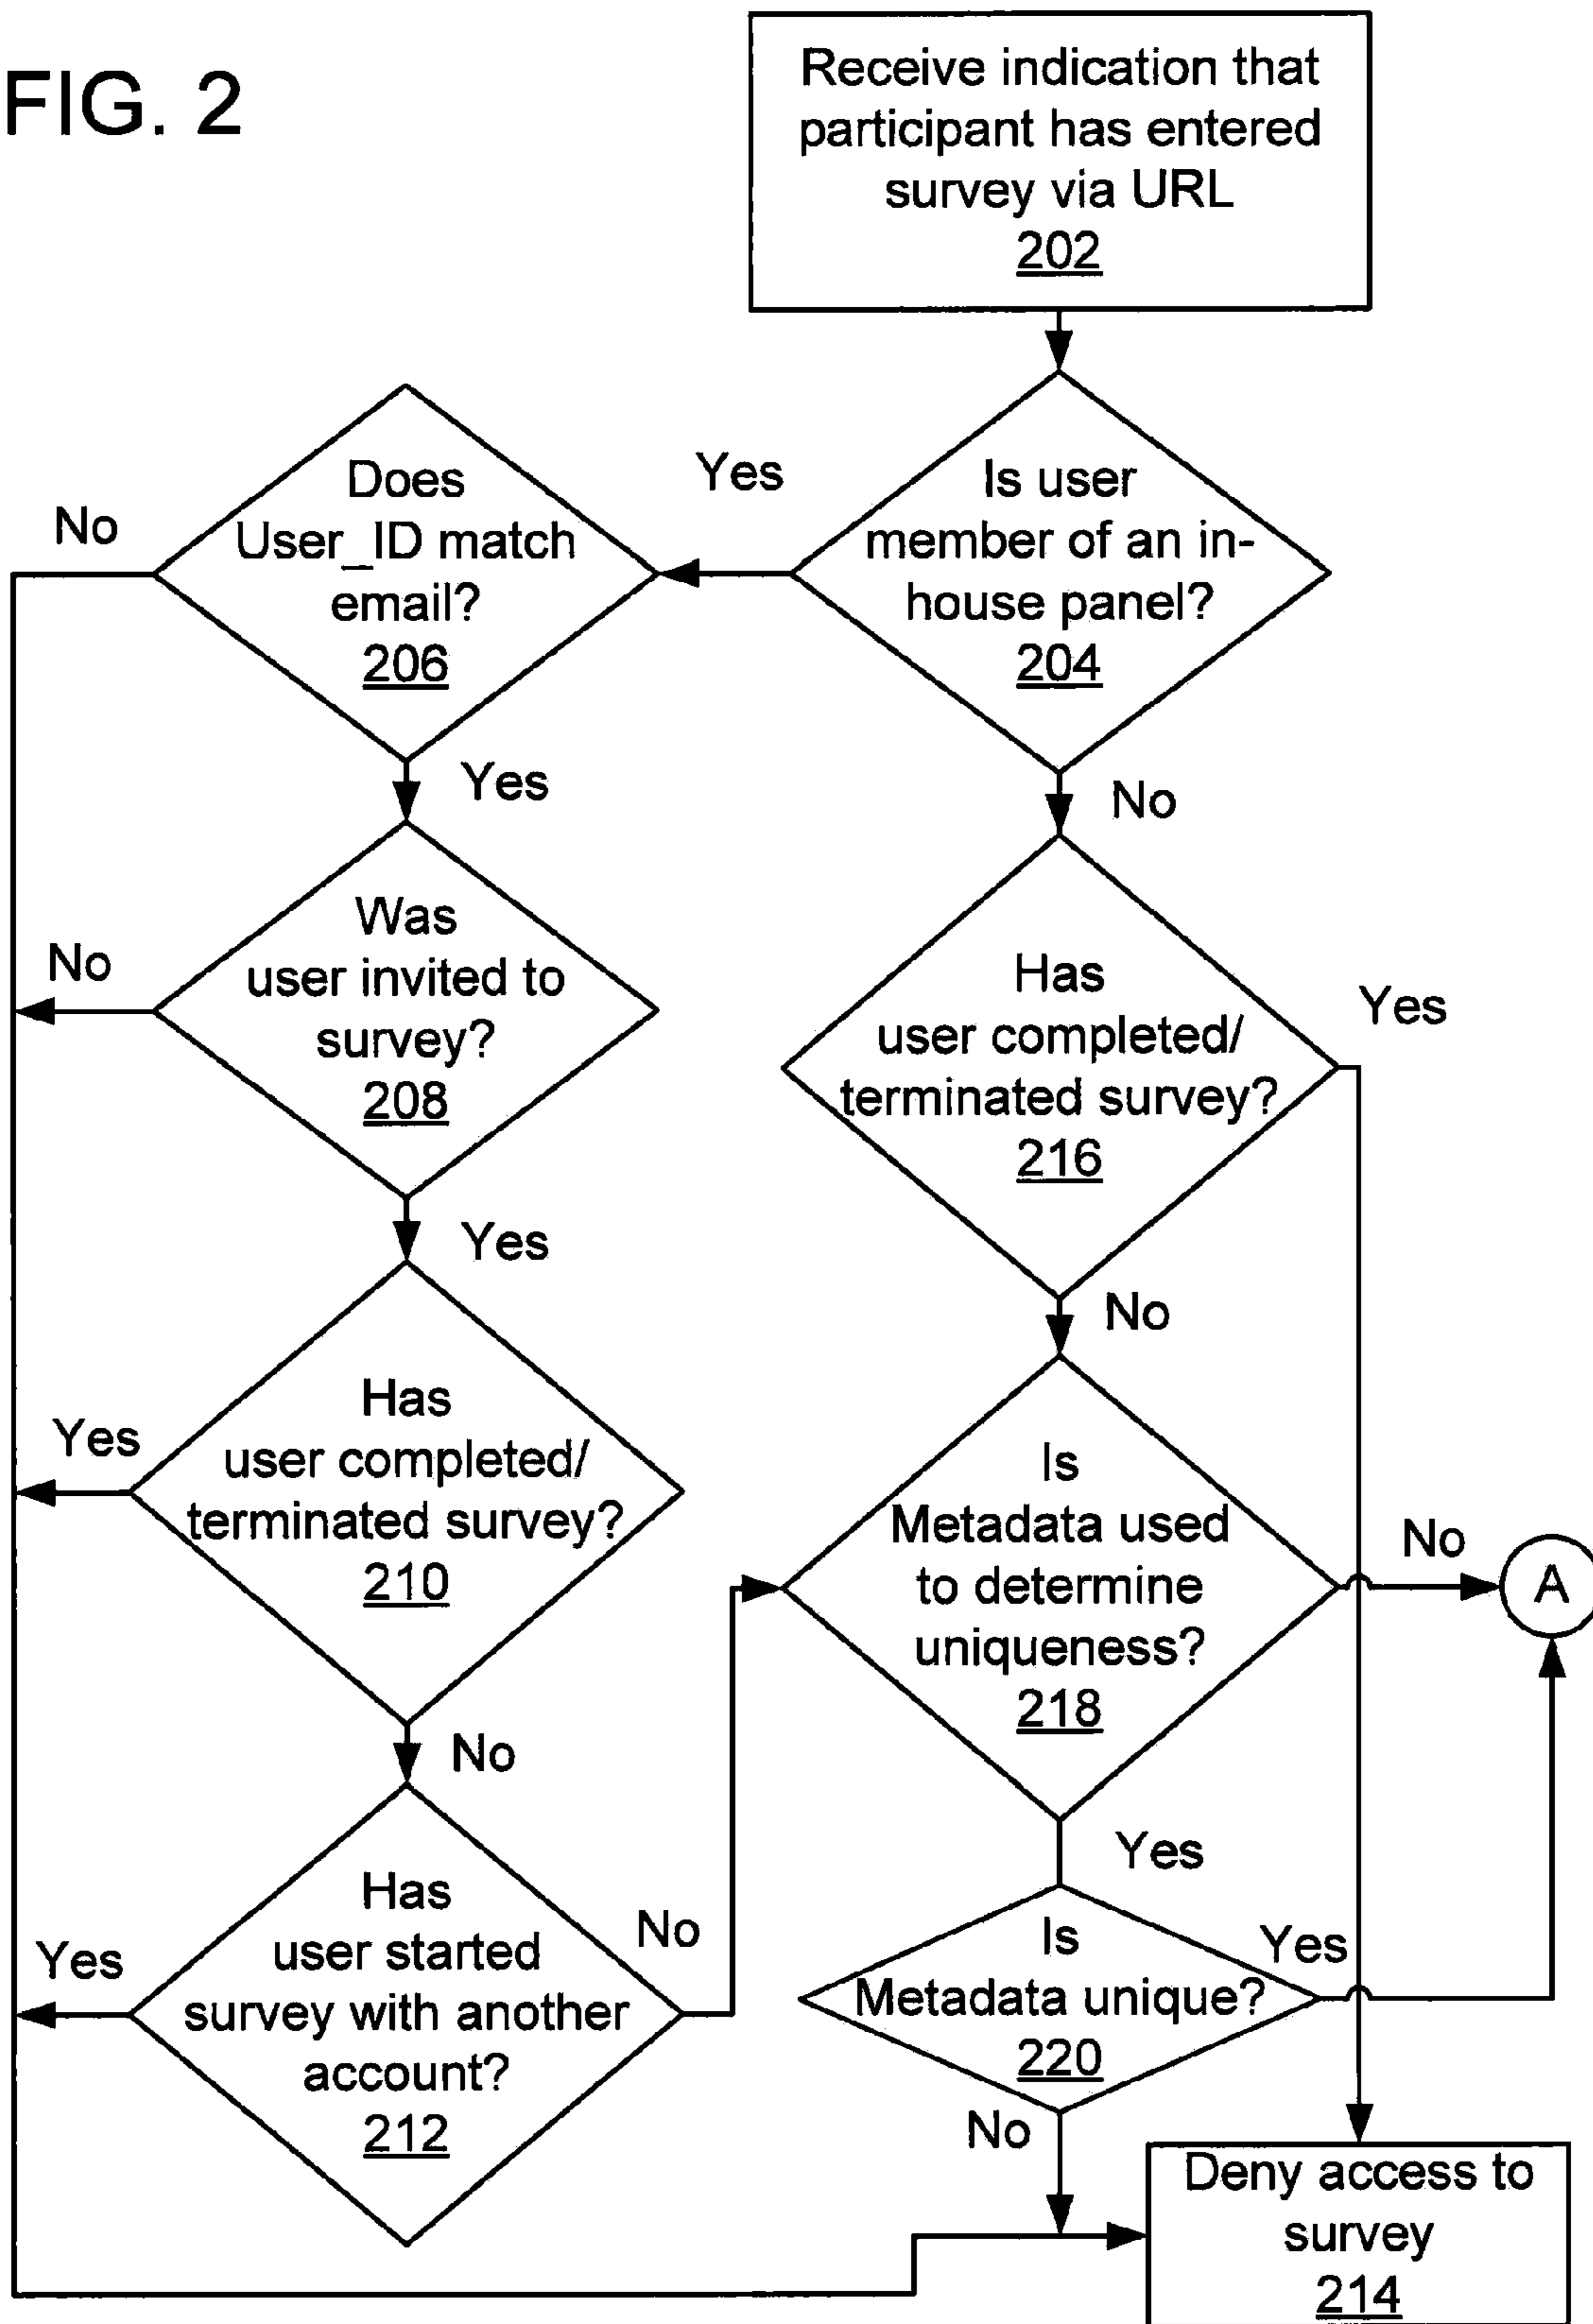 FIG. 2
Receive indication that
participant has entered
survey via URL
202
Is user
member of an in-
house panel?
204
Yes
No
Does
User_ID match
email?
206
No
Yes
Was
user invited to
survey?
208
No
Yes
Has
user completed/
terminated survey?
210
Yes
No
Has
user started
survey with another
account?
212
Yes
No
Has
user completed/
terminated survey?
216
Yes
No
Is
Metadata used
to determine
uniqueness?
218
No
A
Yes
Is
Metadata unique?
220
Yes
No
Deny access to
survey
214